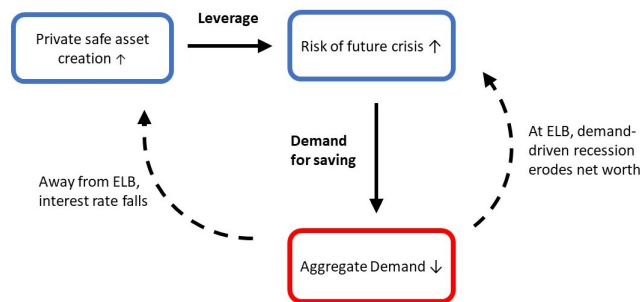 Leverage
Private safe asset
creation ↑
Risk of future crisis ↑
Demand
for saving
At ELB, demand-
driven recession
erodes net worth
Away from ELB,
interest rate falls
Aggregate Demand ↓